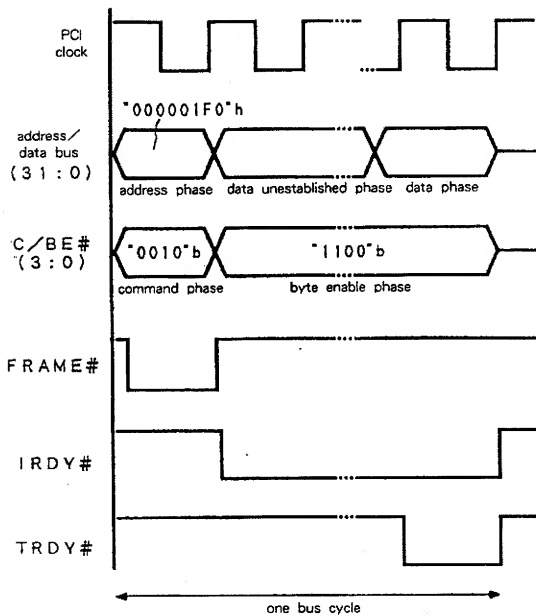 PCI
clock
"000001F0"h
address/
data bus
(31:0)
address phase data unestablished phase data phase
C/BE#
(3:0)
"0010"b "1100"b
command phase byte enable phase
FRAME#
IRDY#
TRDY#
one bus cycle